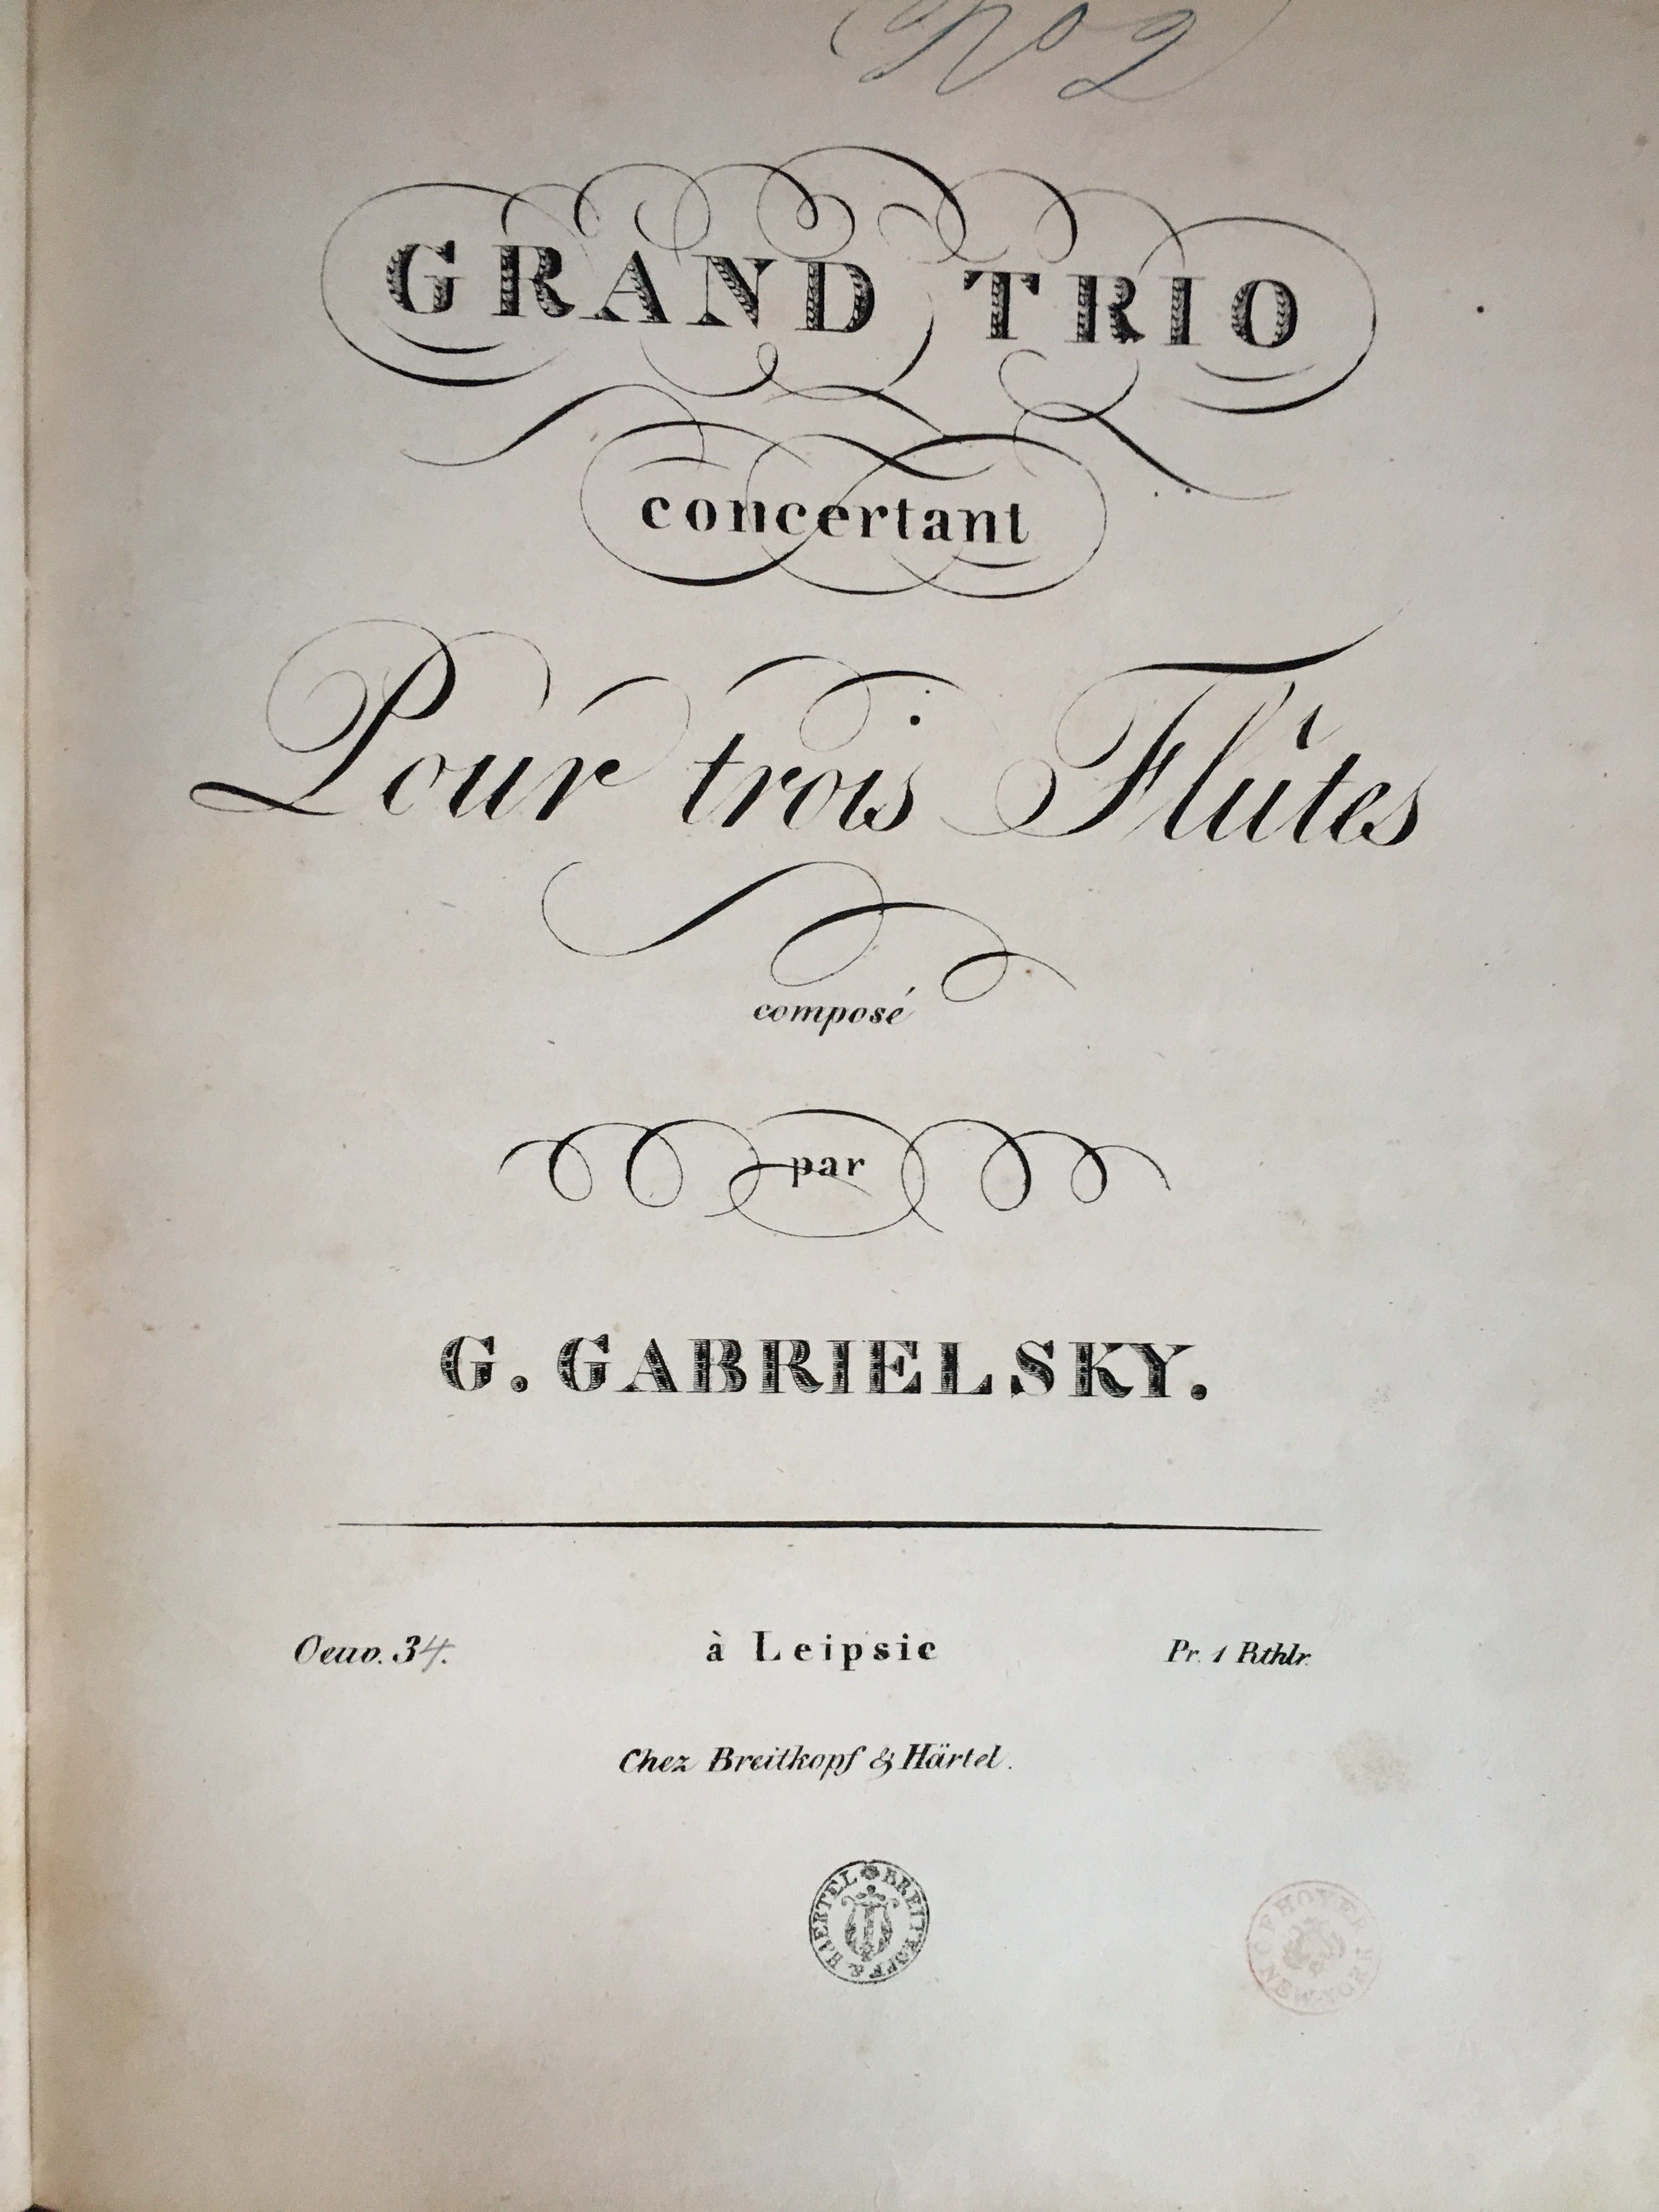 No 2
GRAND TRIO
concertant
Pour trois Flûtes
composé
par
G. GABRIELSKY.
Oeuv. 34. à Leipsic Pr. 1 Rthlr.
Chez Breitkopf & Härtel.
BREITKOPF & HAERTEL
NEW-YORK